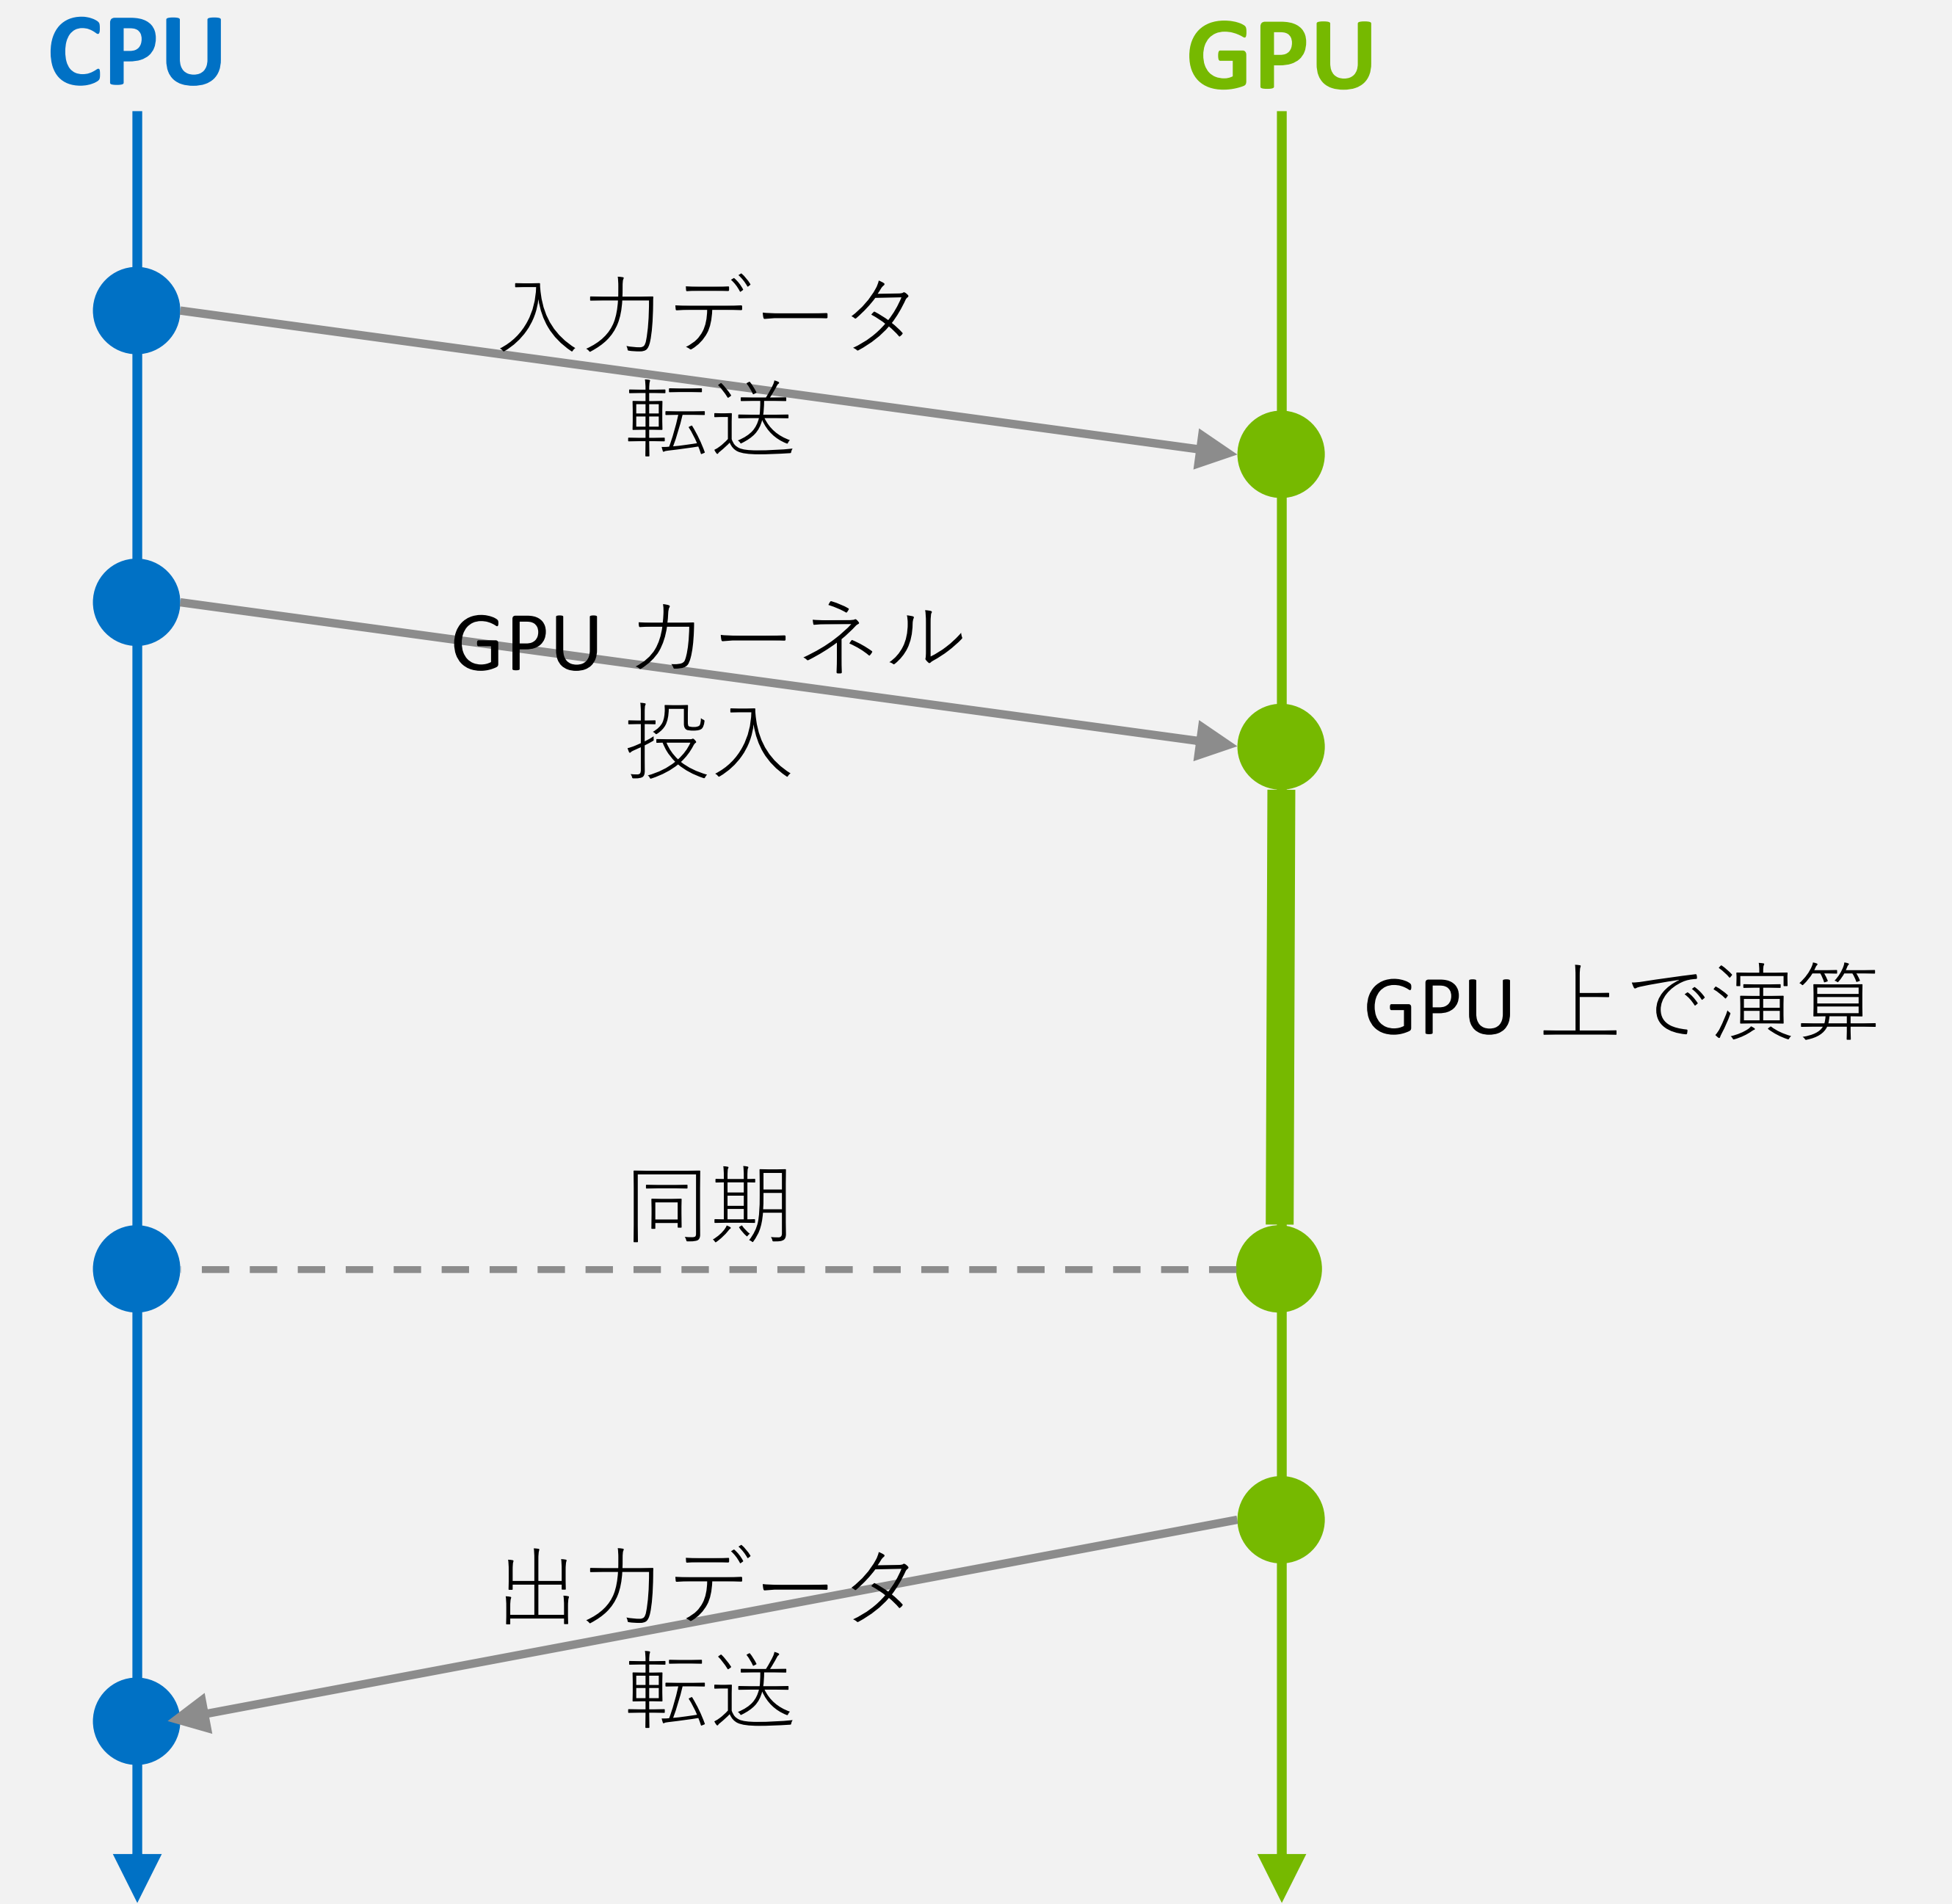 CPU
GPU
入力データ
転送
GPU カーネル
投入
GPU 上で演算
同期
出力データ
転送